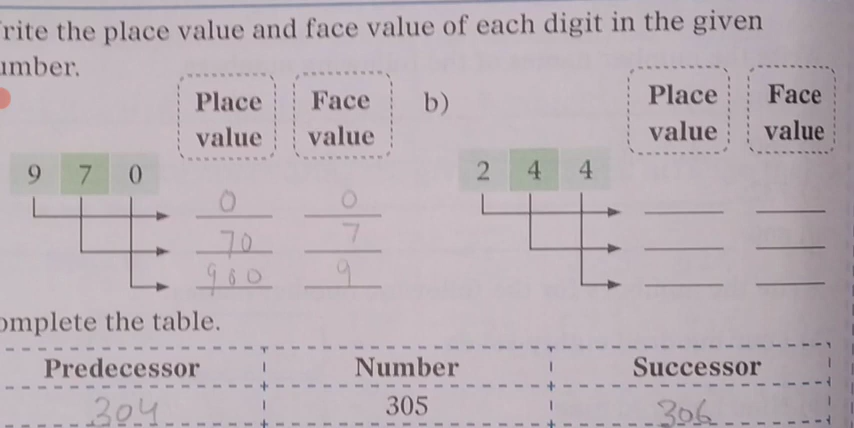 rite the place value and face value of each digit in the given
umber.
Place value Face value b) Place value Face value
9 7 0 2 4 4
0 0
70 7
900 9
omplete the table.
Predecessor Number Successor
304 305 306